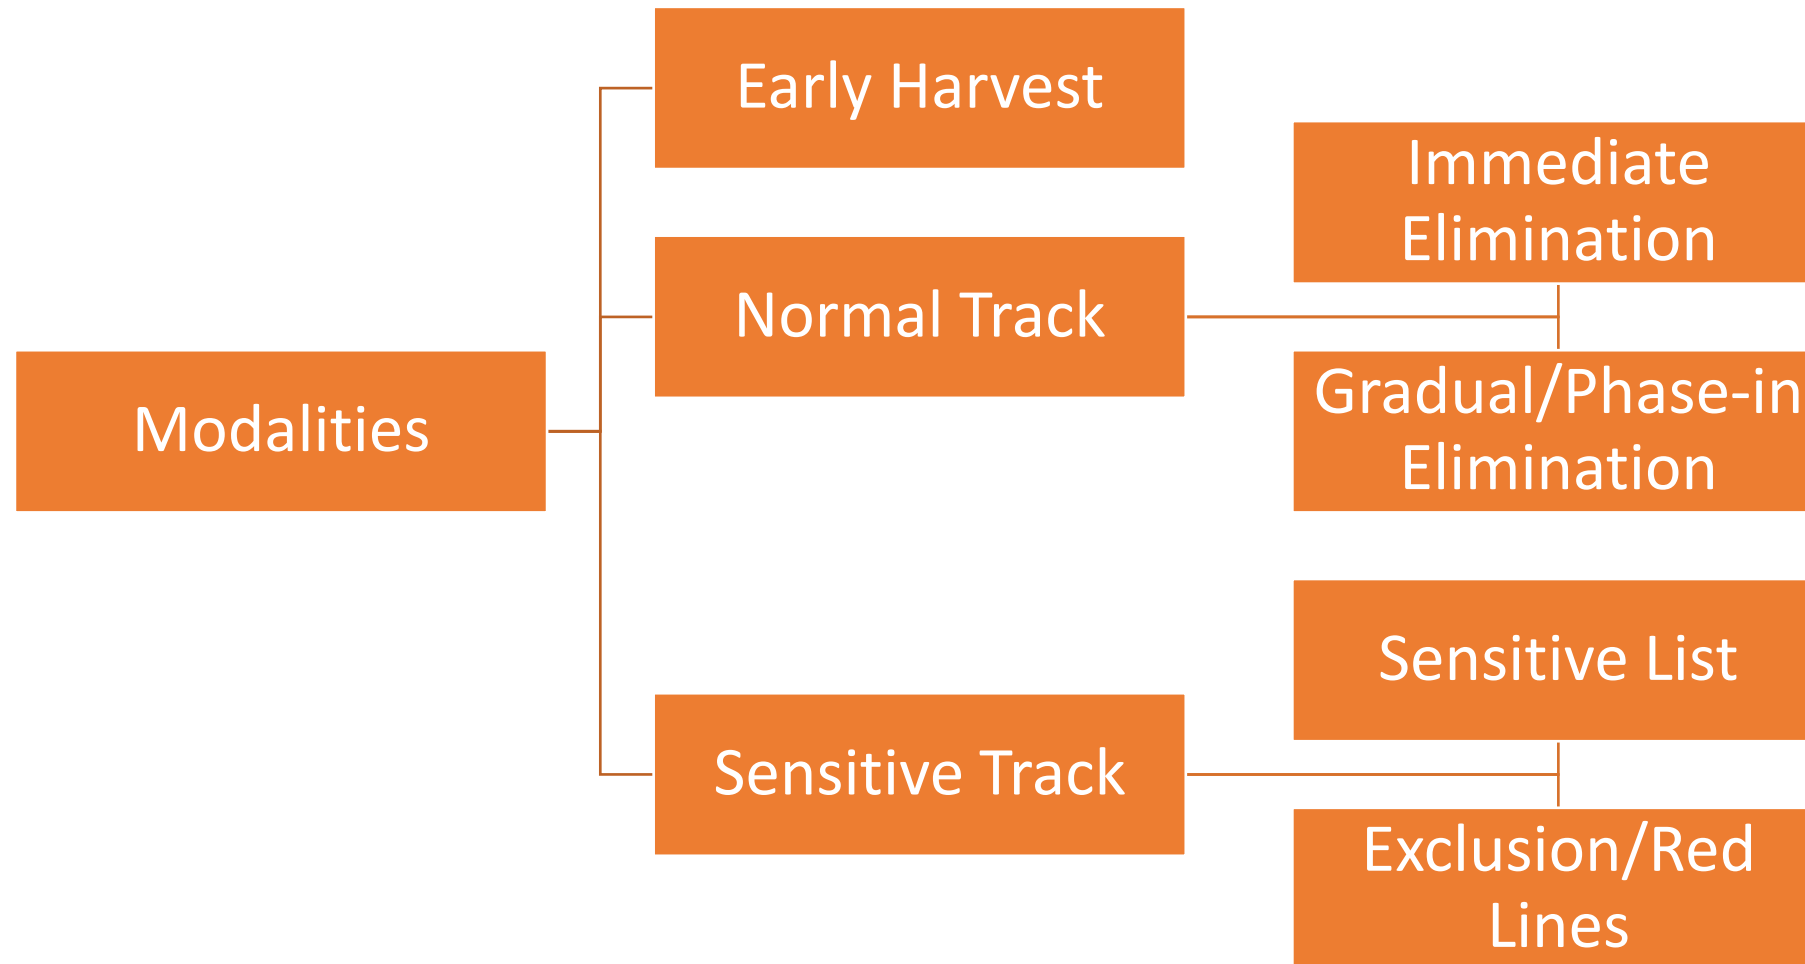 Early Harvest
Immediate
Elimination
Normal Track
Modalities
Gradual/Phase-in
Elimination
Sensitive List
Sensitive Track
Exclusion/Red
Lines